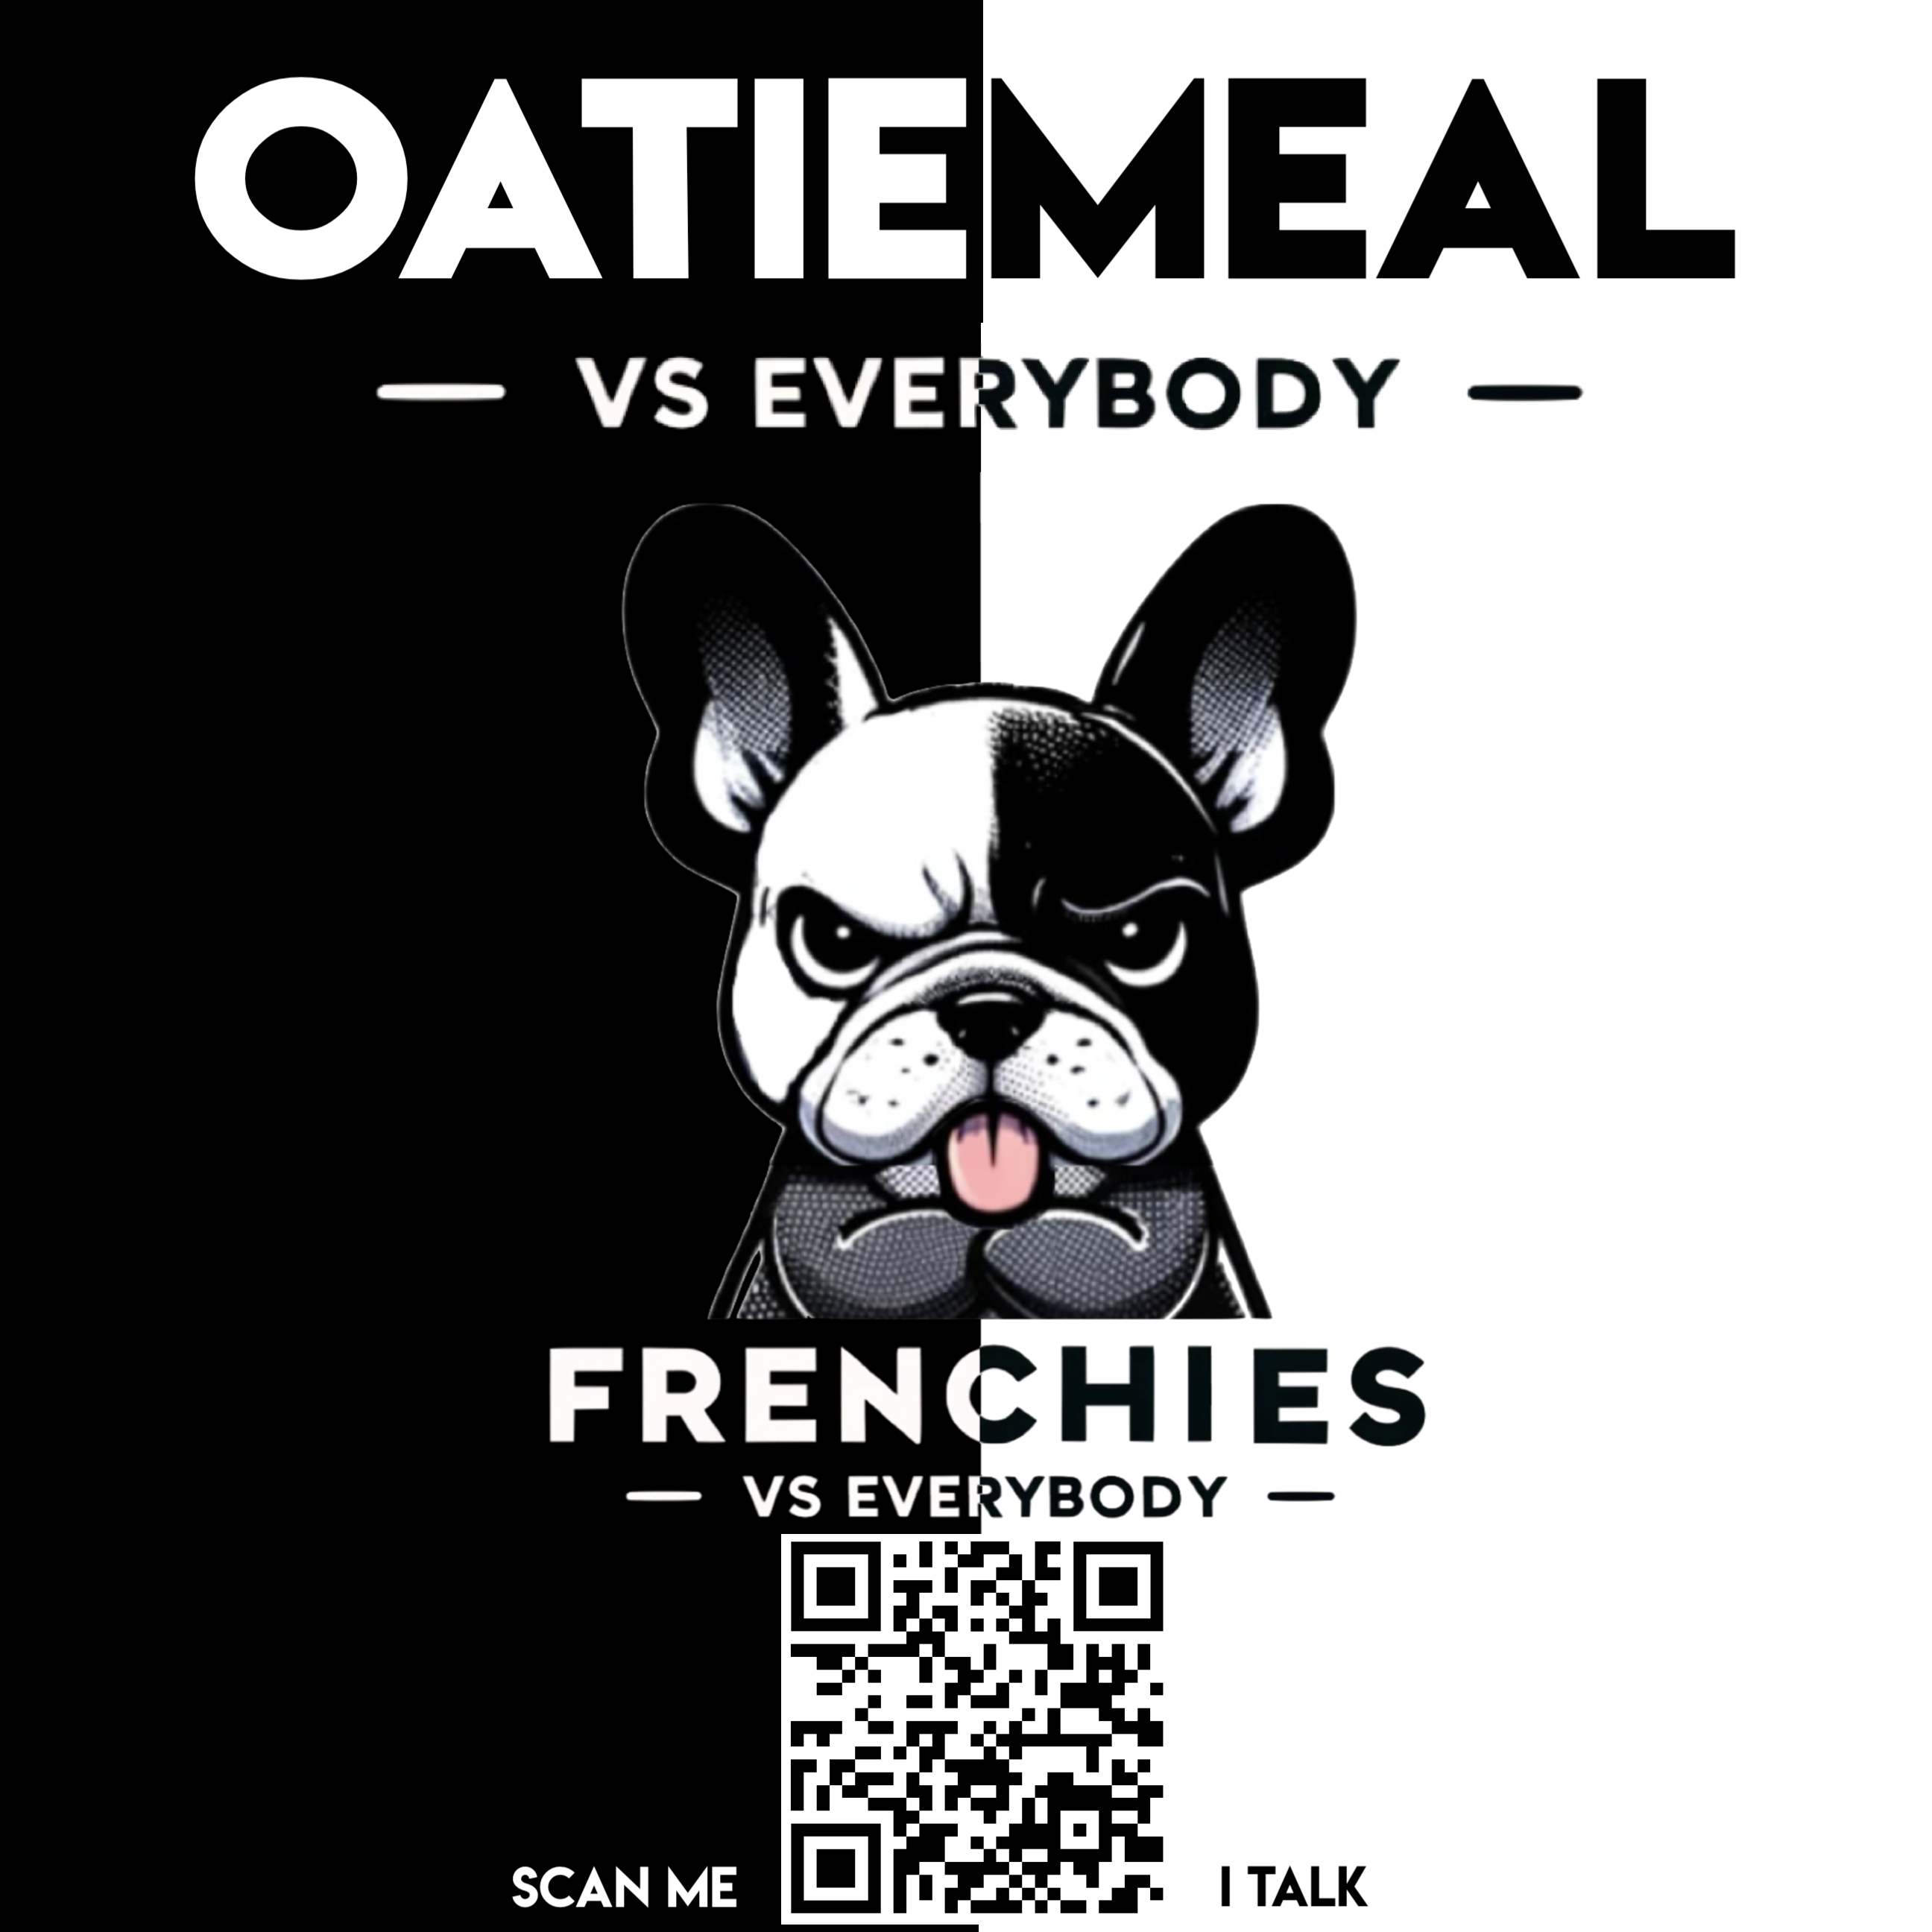 OATIEMEAL
VS EVERYBODY
FRENCHIES
VS EVERYBODY
SCAN ME I TALK